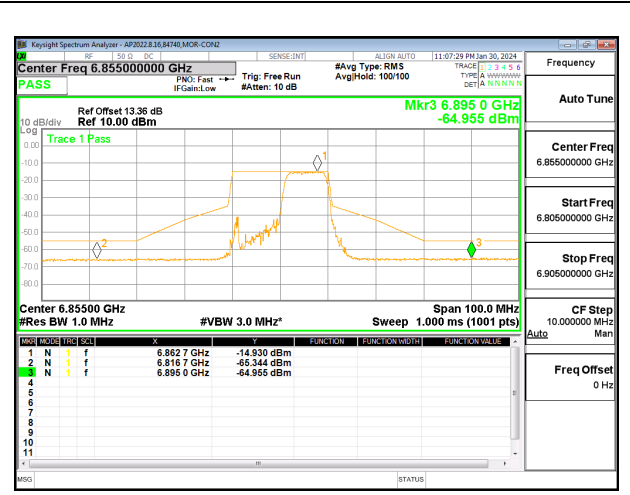 Keysight Spectrum Analyzer - AP2022.8.16,84740,MOR-CON2
RF 50 Ω DC SENSE:INT ALIGN AUTO 11:07:29 PM Jan 30, 2024
Center Freq 6.855000000 GHz #Avg Type: RMS TRACE 1 2 3 4 5 6
PASS PNO: Fast Trig: Free Run Avg|Hold: 100/100 TYPE A WWWWW
IFGain:Low #Atten: 10 dB DET A N N N N N
Mkr3 6.895 0 GHz
-64.955 dBm
Ref Offset 13.36 dB
10 dB/div Ref 10.00 dBm
Log
Trace 1 Pass
0.00
-10.0
-20.0
-30.0
-40.0
-50.0
-60.0
-70.0
-80.0
1
2
3
Center 6.85500 GHz Span 100.0 MHz
#Res BW 1.0 MHz #VBW 3.0 MHz* Sweep 1.000 ms (1001 pts)
MKR MODE TRC SCL X Y FUNCTION FUNCTION WIDTH FUNCTION VALUE
1 N 1 f 6.862 7 GHz -14.930 dBm
2 N 1 f 6.816 7 GHz -65.344 dBm
3 N 1 f 6.895 0 GHz -64.955 dBm
4
5
6
7
8
9
10
11
MSG STATUS
Frequency
Auto Tune
Center Freq
6.855000000 GHz
Start Freq
6.805000000 GHz
Stop Freq
6.905000000 GHz
CF Step
10.000000 MHz
Auto Man
Freq Offset
0 Hz